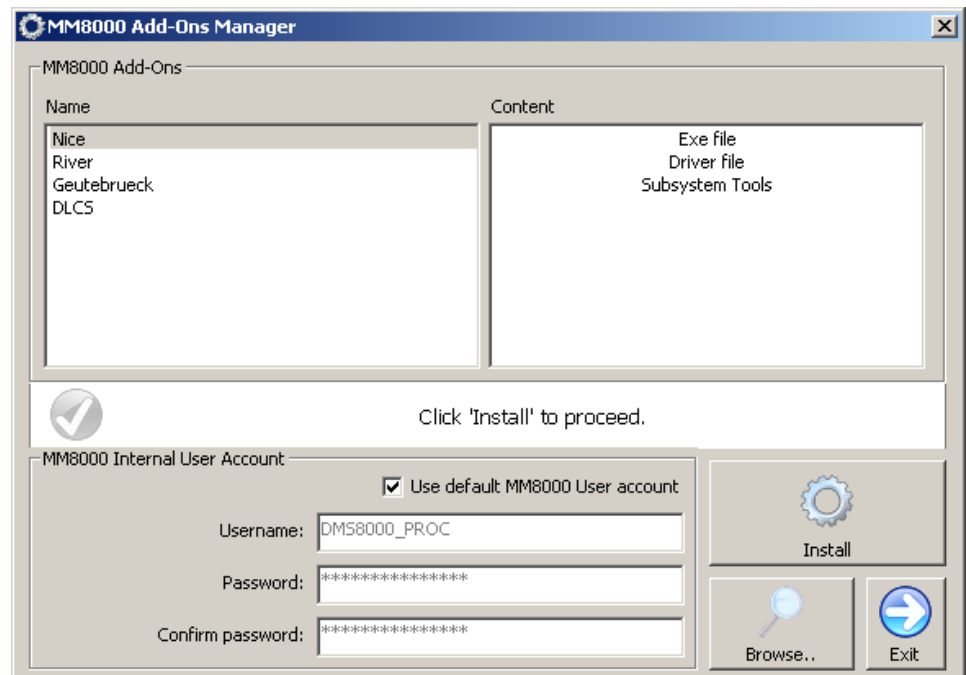 MM8000 Add-Ons Manager
MM8000 Add-Ons
Name
Content
Nice
River
Geutebrueck
DLCS
Exe file
Driver file
Subsystem Tools
Click 'Install' to proceed.
MM8000 Internal User Account
Use default MM8000 User account
Username:
DMS8000_PROC
Password:
***************
Confirm password:
***************
Install
Browse..
Exit